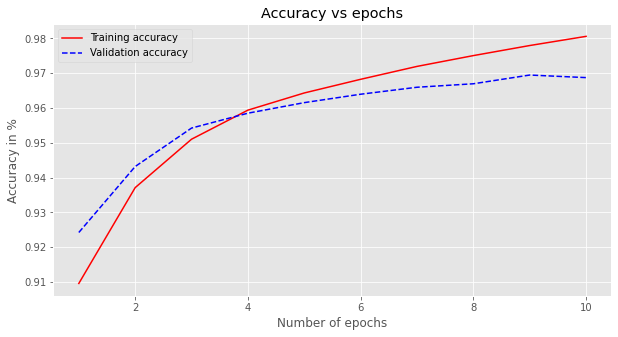 Accuracy vs epochs
Training accuracy
Validation accuracy
Accuracy in %
0.98
0.97
0.96
0.95
0.94
0.93
0.92
0.91
2 4 6 8 10
Number of epochs